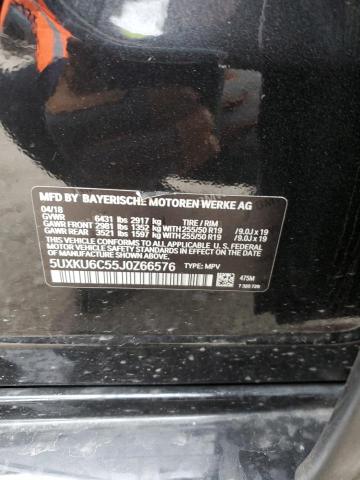 MFD BY BAYERISCHE MOTOREN WERKE AG
04/18
GVWR 6431 lbs 2917 kg TIRE / RIM
GAWR FRONT 2981 lbs 1352 kg WITH 255/50 R19 /9.0J x 19
GAWR REAR 3521 lbs 1597 kg WITH 255/50 R19 /9.0J x 19
THIS VEHICLE CONFORMS TO ALL APPLICABLE U.S. FEDERAL
MOTOR VEHICLE SAFETY STANDARDS IN EFFECT ON THE DATE OF
MANUFACTURE SHOWN ABOVE.
5UXKU6C55J0Z66576 TYPE: MPV
475M